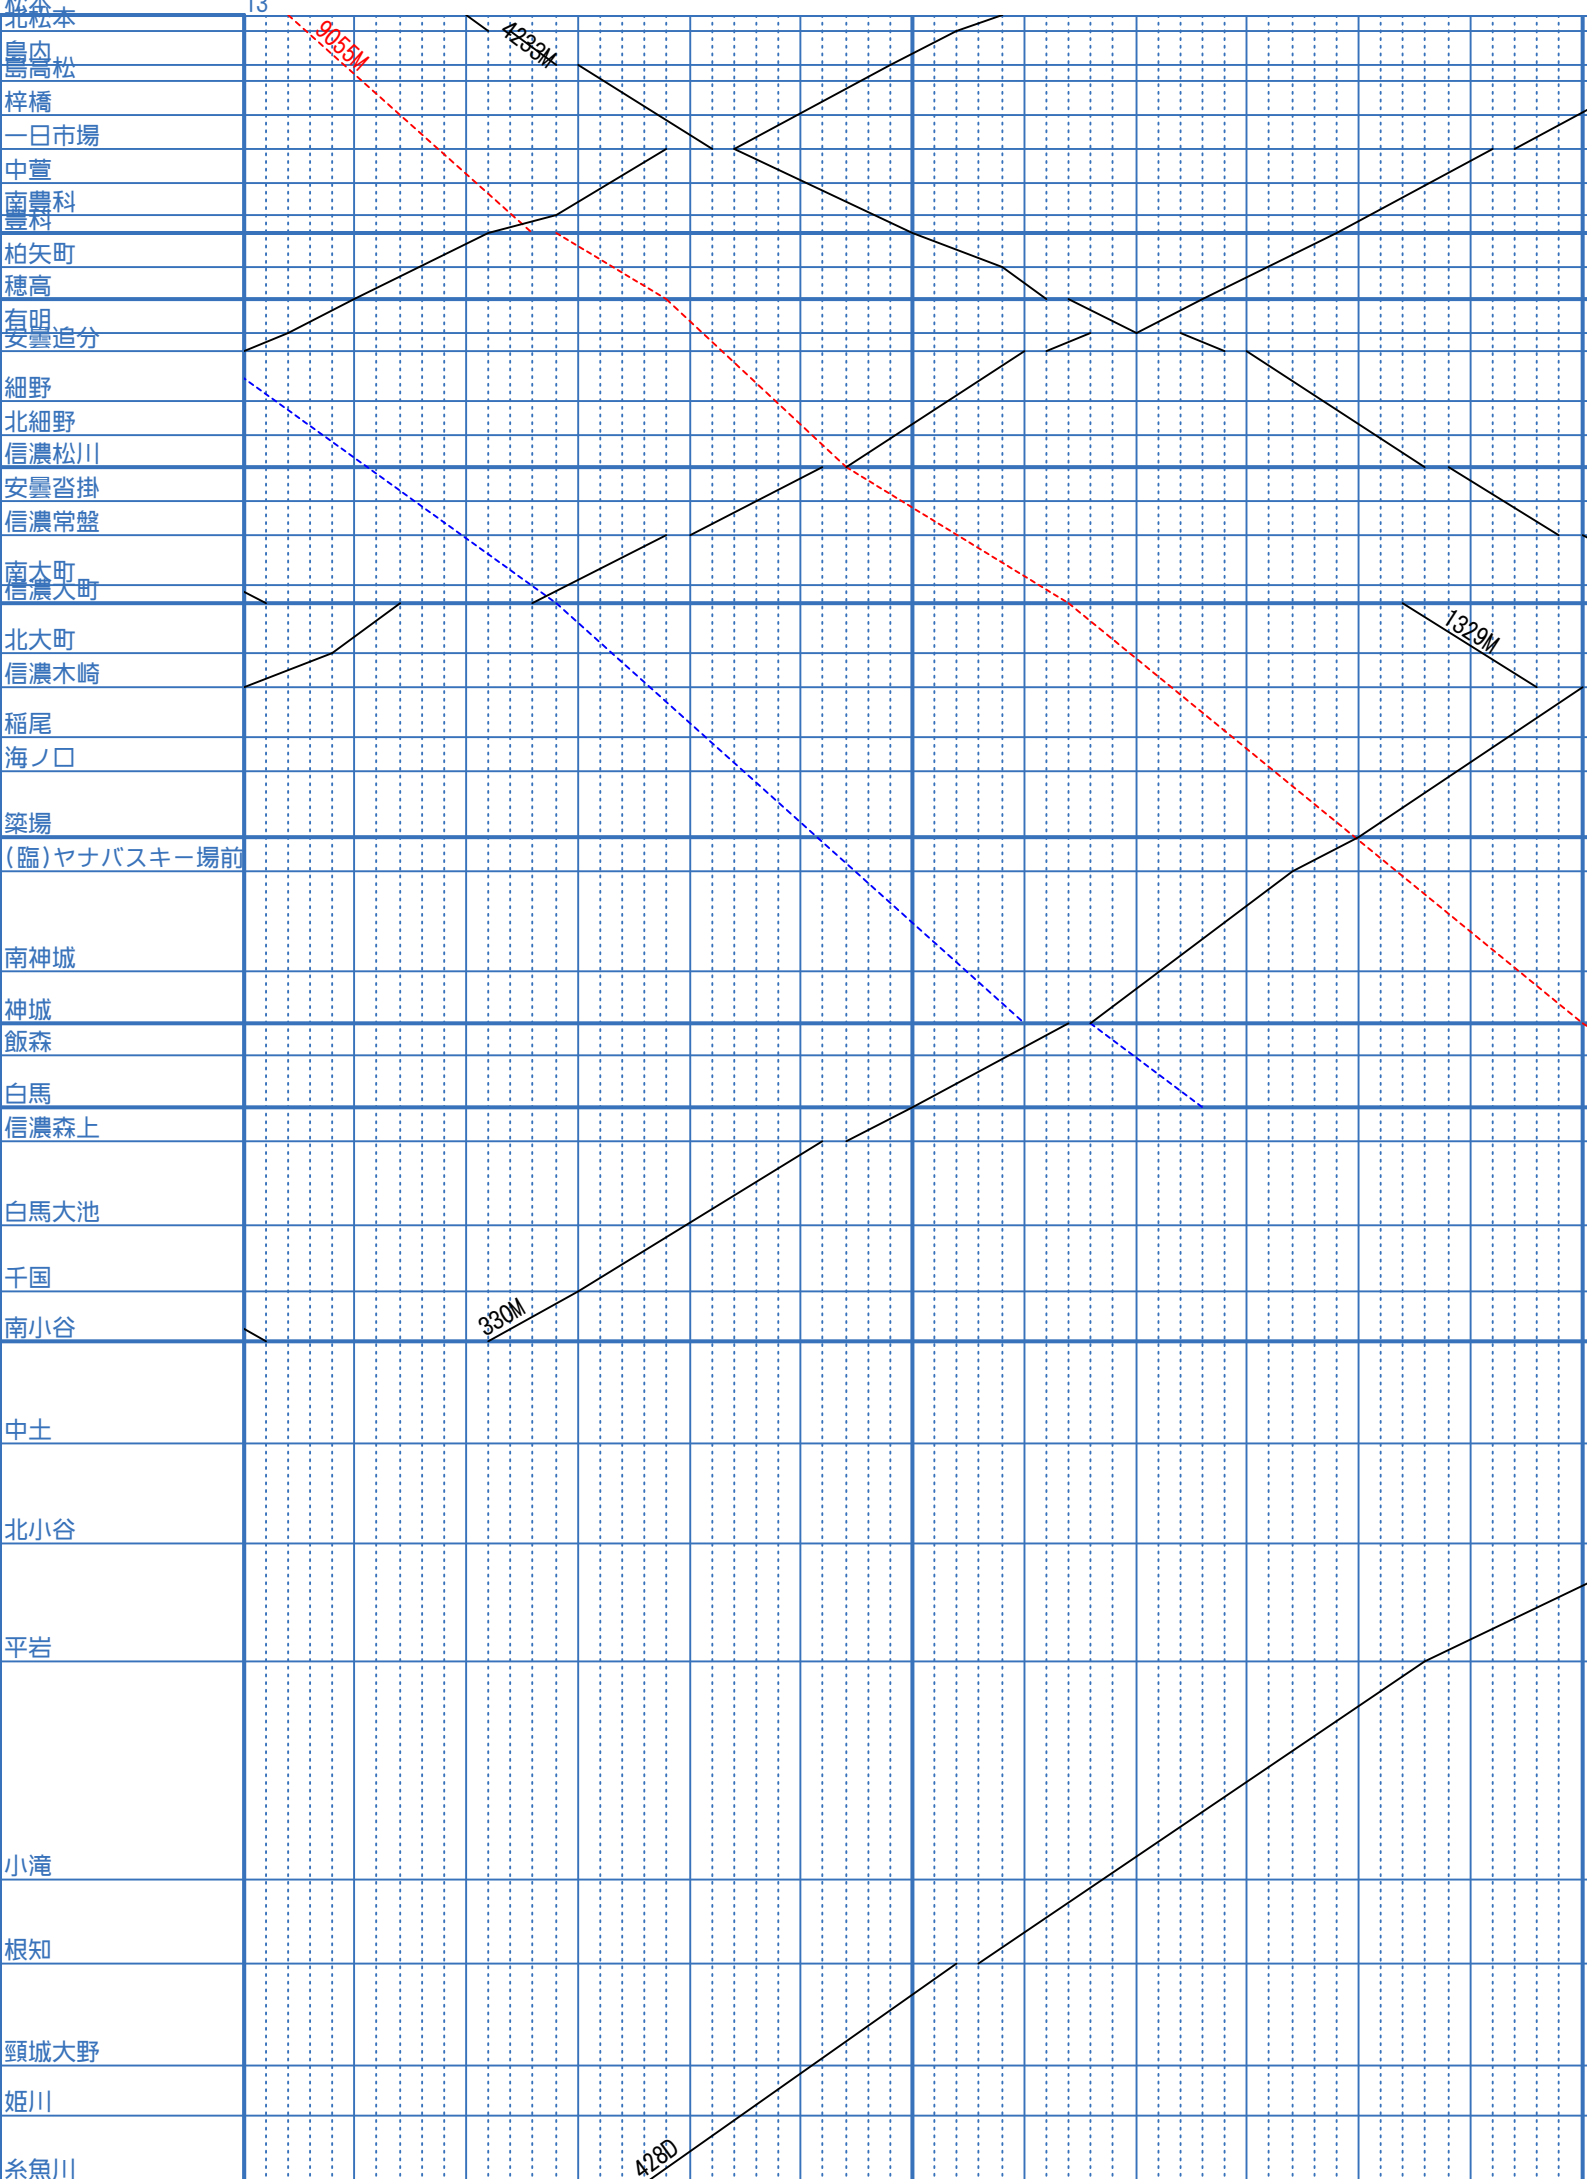 松本
13
北松本
島内
島高松
梓橋
一日市場
中萱
南豊科
豊科
柏矢町
穂高
有明
安曇追分
細野
北細野
信濃松川
安曇沓掛
信濃常盤
南大町
信濃大町
北大町
信濃木崎
稲尾
海ノ口
簗場
(臨)ヤナバスキー場前
南神城
神城
飯森
白馬
信濃森上
白馬大池
千国
南小谷
中土
北小谷
平岩
小滝
根知
頸城大野
姫川
糸魚川
9055M
4233M
1329M
330M
428D